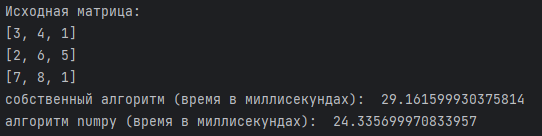 Исходная матрица:
[3, 4, 1]
[2, 6, 5]
[7, 8, 1]
собственный алгоритм (время в миллисекундах):  29.161599930375814
алгоритм numpy (время в миллисекундах):  24.335699970833957